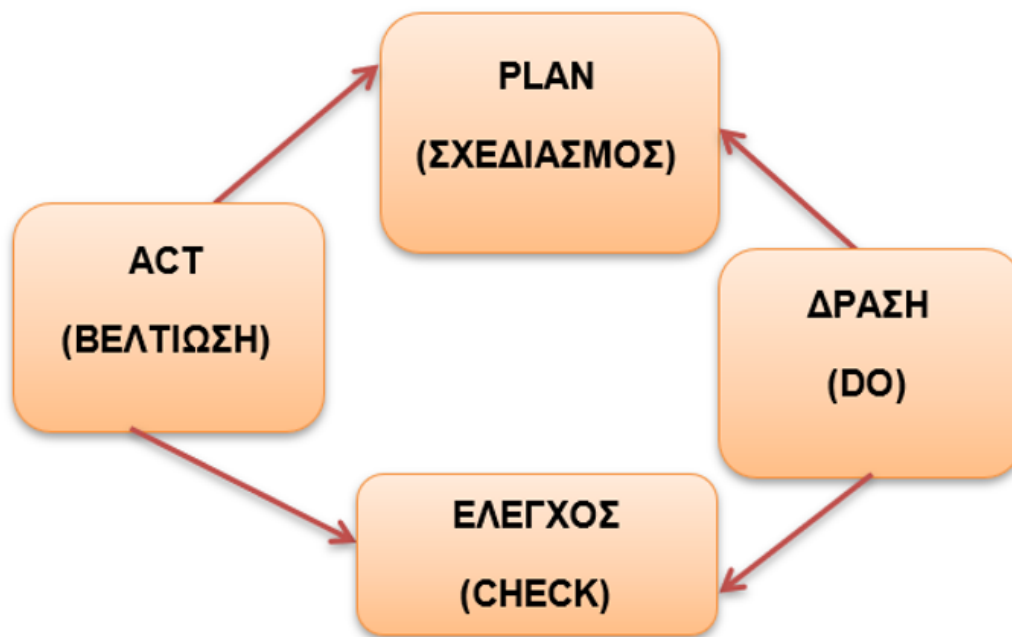 PLAN
(ΣΧΕΔΙΑΣΜΟΣ)
ACT
(ΒΕΛΤΙΩΣΗ)
ΔΡΑΣΗ
(DO)
ΕΛΕΓΧΟΣ
(CHECK)